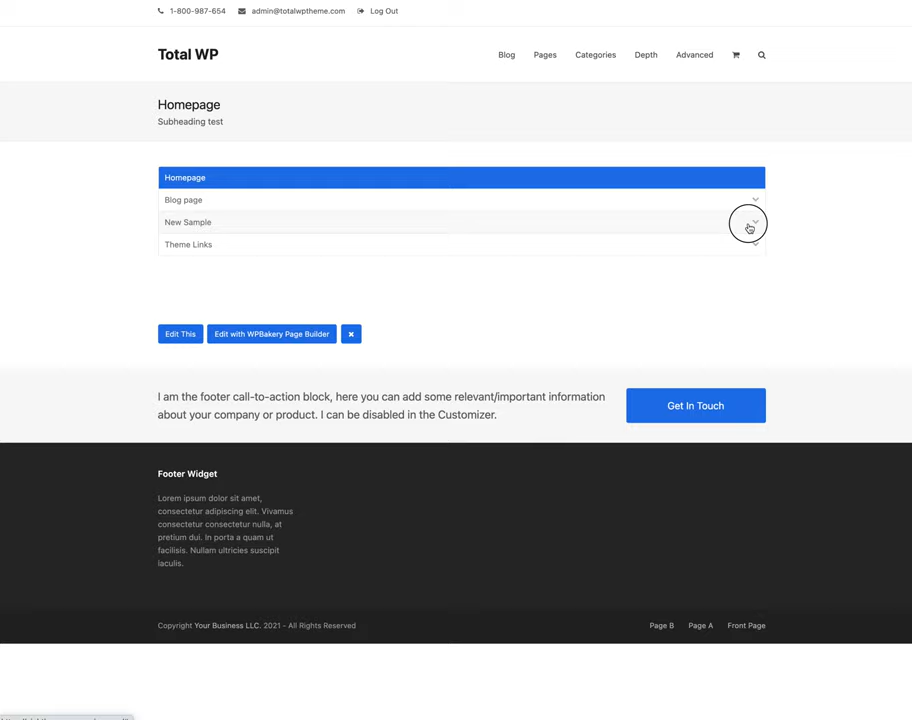 1-800-987-654 admin@totalwptheme.com Log Out
Total WP
Blog Pages Categories Depth Advanced
Homepage
Subheading test
Homepage
Blog page
New Sample
Theme Links
Edit This Edit with WPBakery Page Builder ×
I am the footer call-to-action block, here you can add some relevant/important information
about your company or product. I can be disabled in the Customizer.
Get In Touch
Footer Widget
Lorem ipsum dolor sit amet,
consectetur adipiscing elit. Vivamus
consectetur consectetur nulla, at
pretium dui. In porta a quam ut
facilisis. Nullam ultricies suscipit
iaculis.
Copyright Your Business LLC. 2021 - All Rights Reserved
Page B Page A Front Page